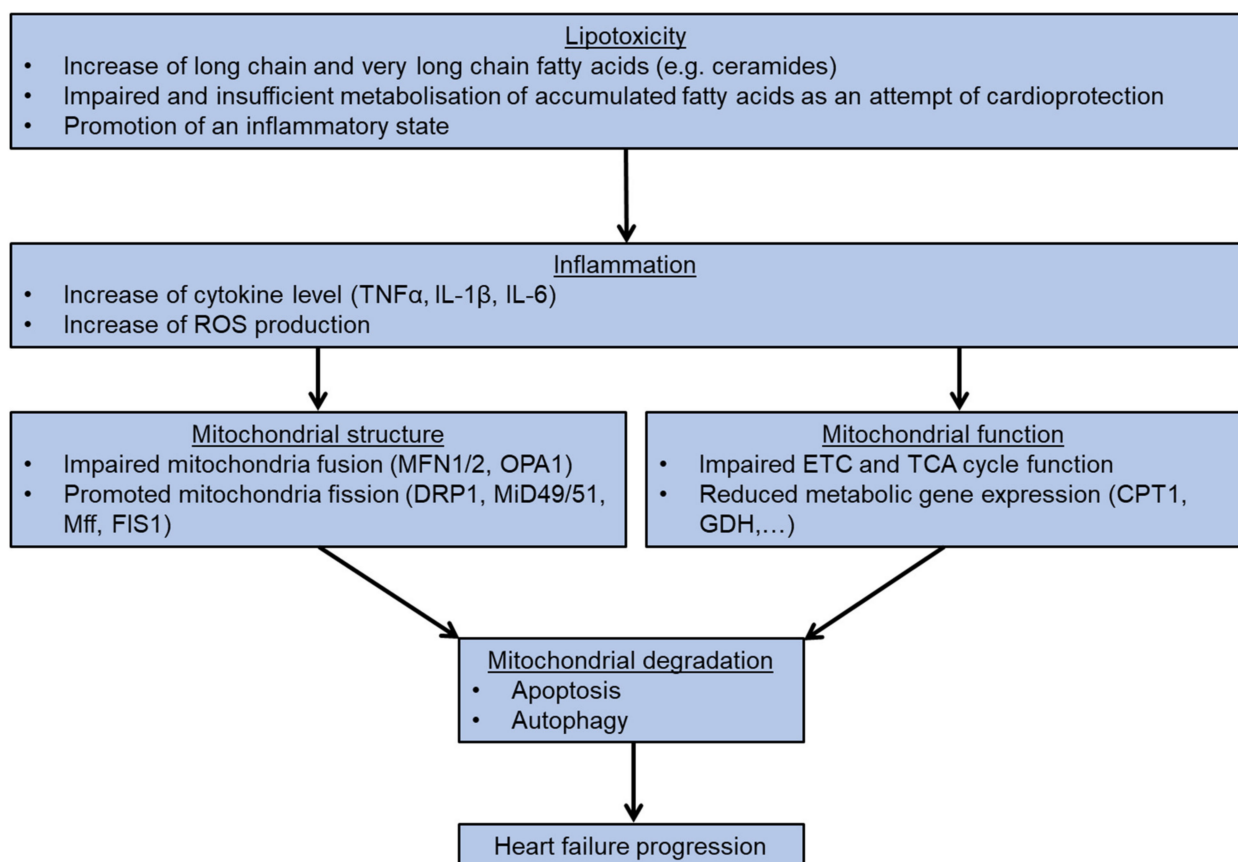 Lipotoxicity
• Increase of long chain and very long chain fatty acids (e.g. ceramides)
• Impaired and insufficient metabolisation of accumulated fatty acids as an attempt of cardioprotection
• Promotion of an inflammatory state
Inflammation
• Increase of cytokine level (TNFα, IL-1β, IL-6)
• Increase of ROS production
Mitochondrial structure
• Impaired mitochondria fusion (MFN1/2, OPA1)
• Promoted mitochondria fission (DRP1, MiD49/51,
Mff, FIS1)
Mitochondrial function
• Impaired ETC and TCA cycle function
• Reduced metabolic gene expression (CPT1,
GDH,…)
Mitochondrial degradation
• Apoptosis
• Autophagy
Heart failure progression